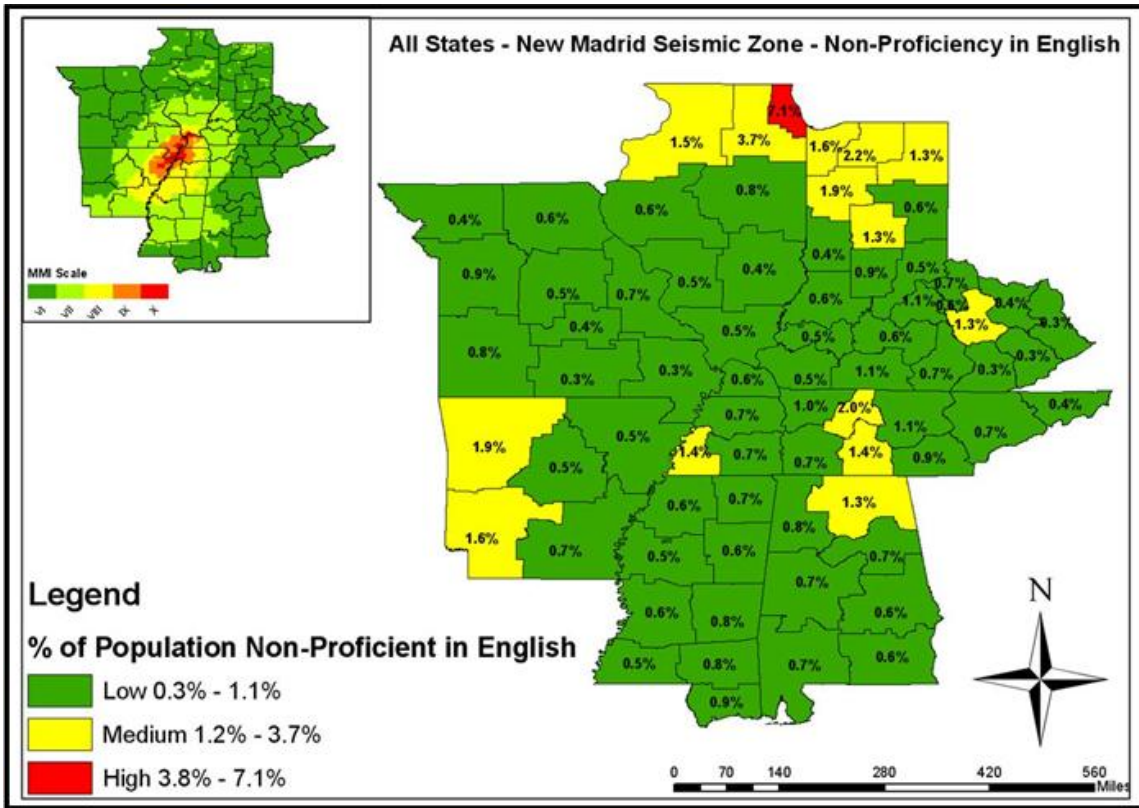 All States - New Madrid Seismic Zone - Non-Proficiency in English
MMI Scale
VI VII VIII IX X
7.1%
1.5% 3.7% 1.6% 2.2% 1.3%
0.8% 1.9%
0.4% 0.6% 0.6% 0.6%
1.3%
0.9% 0.5% 0.4% 0.4% 0.9% 0.5%
0.5% 0.7% 0.6% 1.1% 0.7% 0.6% 0.4%
0.4% 0.5% 0.5% 0.6% 1.3% 0.3%
0.8% 0.3% 0.3% 0.6% 0.5% 1.1% 0.7% 0.3% 0.3%
0.7% 1.0% 2.0% 1.1% 0.7% 0.4%
1.9% 0.5% 0.5% 1.4% 0.7% 0.7% 1.4% 0.9%
0.6% 0.7% 1.3%
1.6% 0.7% 0.5% 0.6% 0.8% 0.7%
0.7%
0.6% 0.8% 0.6%
0.5% 0.8% 0.7% 0.6%
0.9%
Legend
% of Population Non-Proficient in English
Low 0.3% - 1.1%
Medium 1.2% - 3.7%
High 3.8% - 7.1%
N
0 70 140 280 420 560
Miles